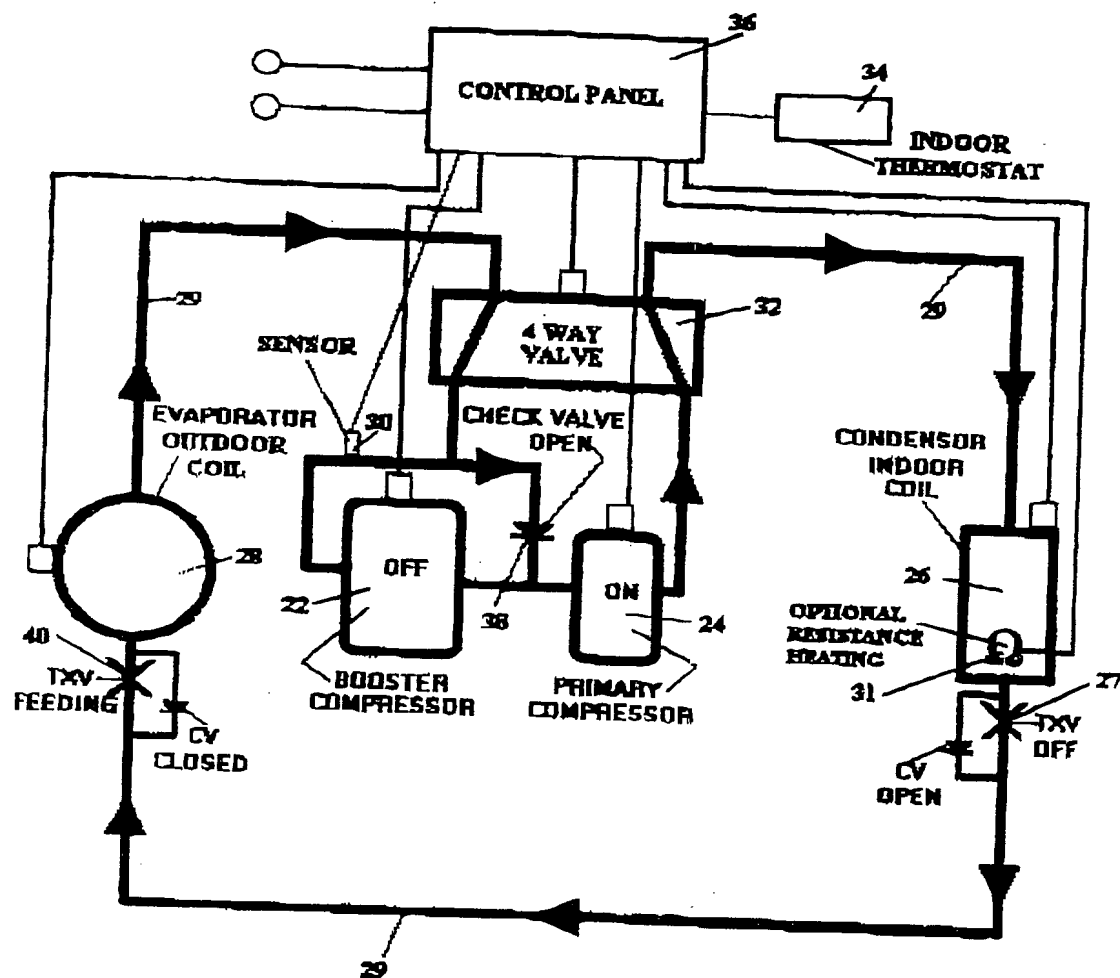 36
CONTROL PANEL
34
INDOOR
THERMOSTAT
29
32
29
4 WAY
VALVE
SENSOR
30
CHECK VALVE
OPEN
EVAPORATOR
OUTDOOR
COIL
CONDENSOR
INDOOR
COIL
28
OFF
22
38
ON
24
26
40
TXV
FEEDING
CV
CLOSED
BOOSTER
COMPRESSOR
PRIMARY
COMPRESSOR
OPTIONAL
RESISTANCE
HEATING
31
27
TXV
OFF
CV
OPEN
29